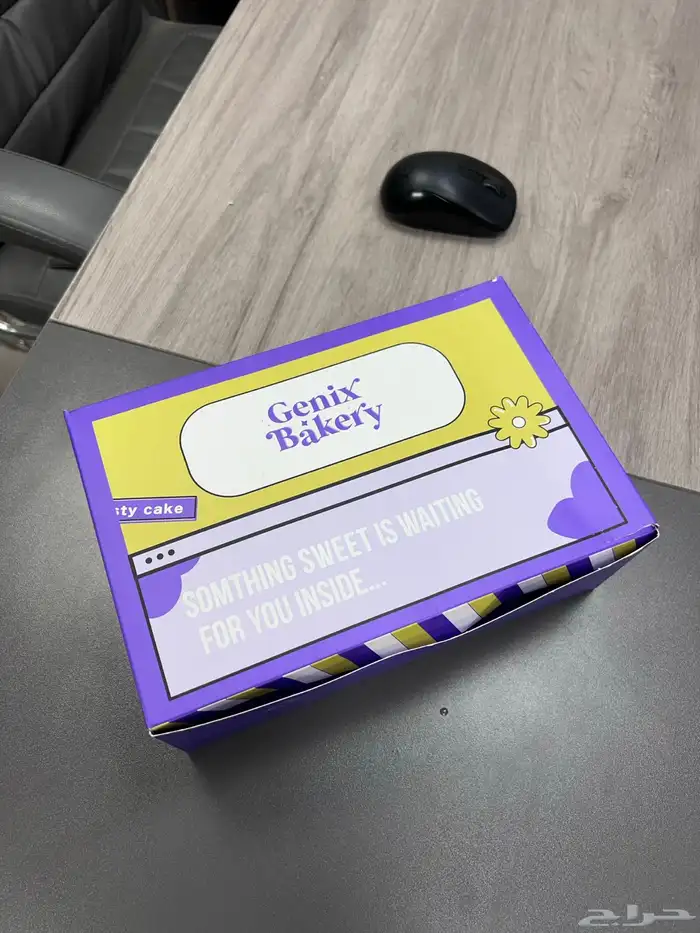 Genix
Bakery
sty cake
SOMTHING SWEET IS WAITING
FOR YOU INSIDE...
حراج